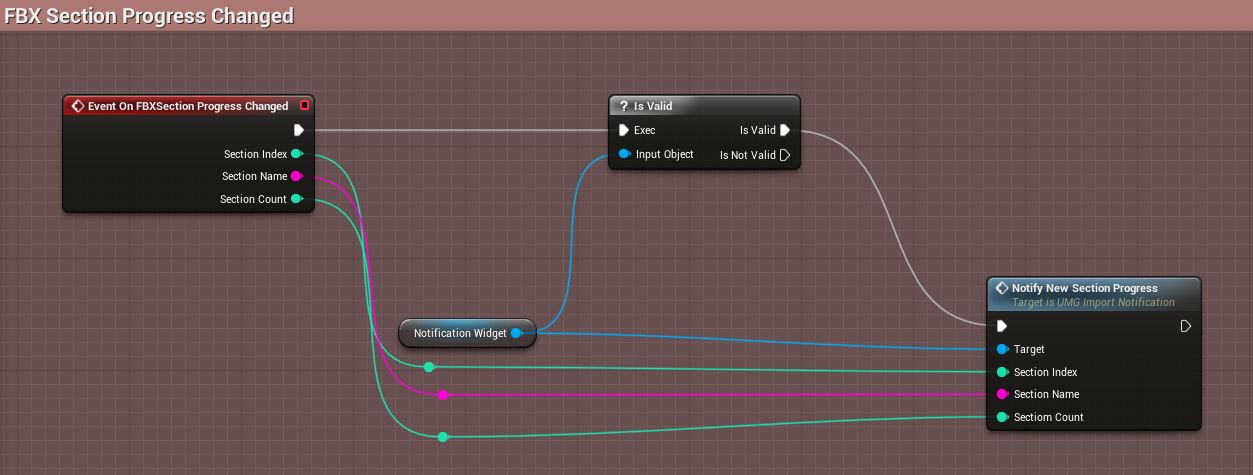 FBX Section Progress Changed
Event On FBXSection Progress Changed
Section Index
Section Name
Section Count
? Is Valid
Exec
Is Valid
Input Object
Is Not Valid
Notification Widget
Notify New Section Progress
Target is UMG Import Notification
Target
Section Index
Section Name
Sectiom Count